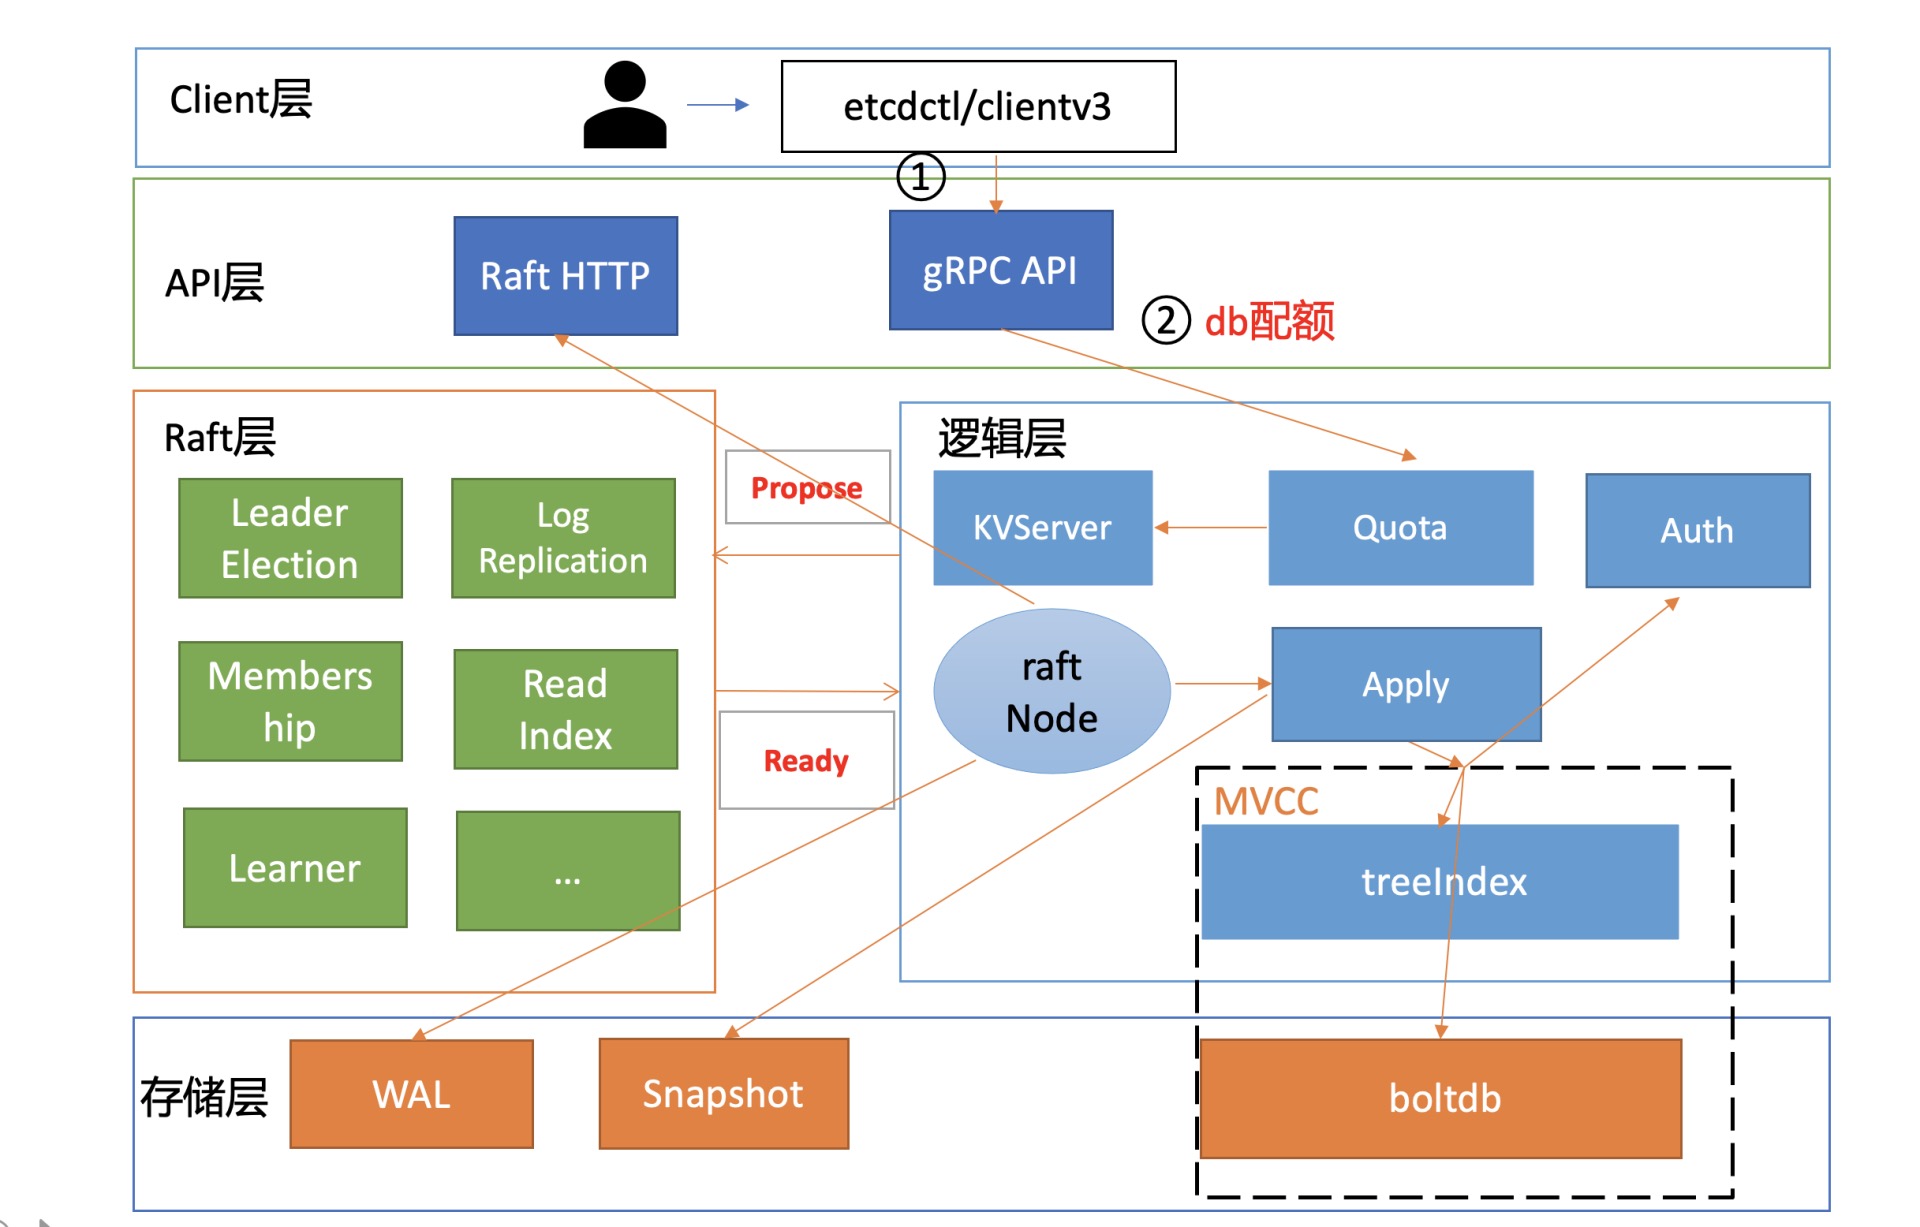 Client层
etcdctl/clientv3
①
API层
Raft HTTP
gRPC API
② db配额
Raft层
逻辑层
Leader
Election
Log
Replication
Propose
KVServer
Quota
Auth
Members
hip
Read
Index
Ready
raft
Node
Apply
MVCC
Learner
...
treeIndex
存储层
WAL
Snapshot
boltdb